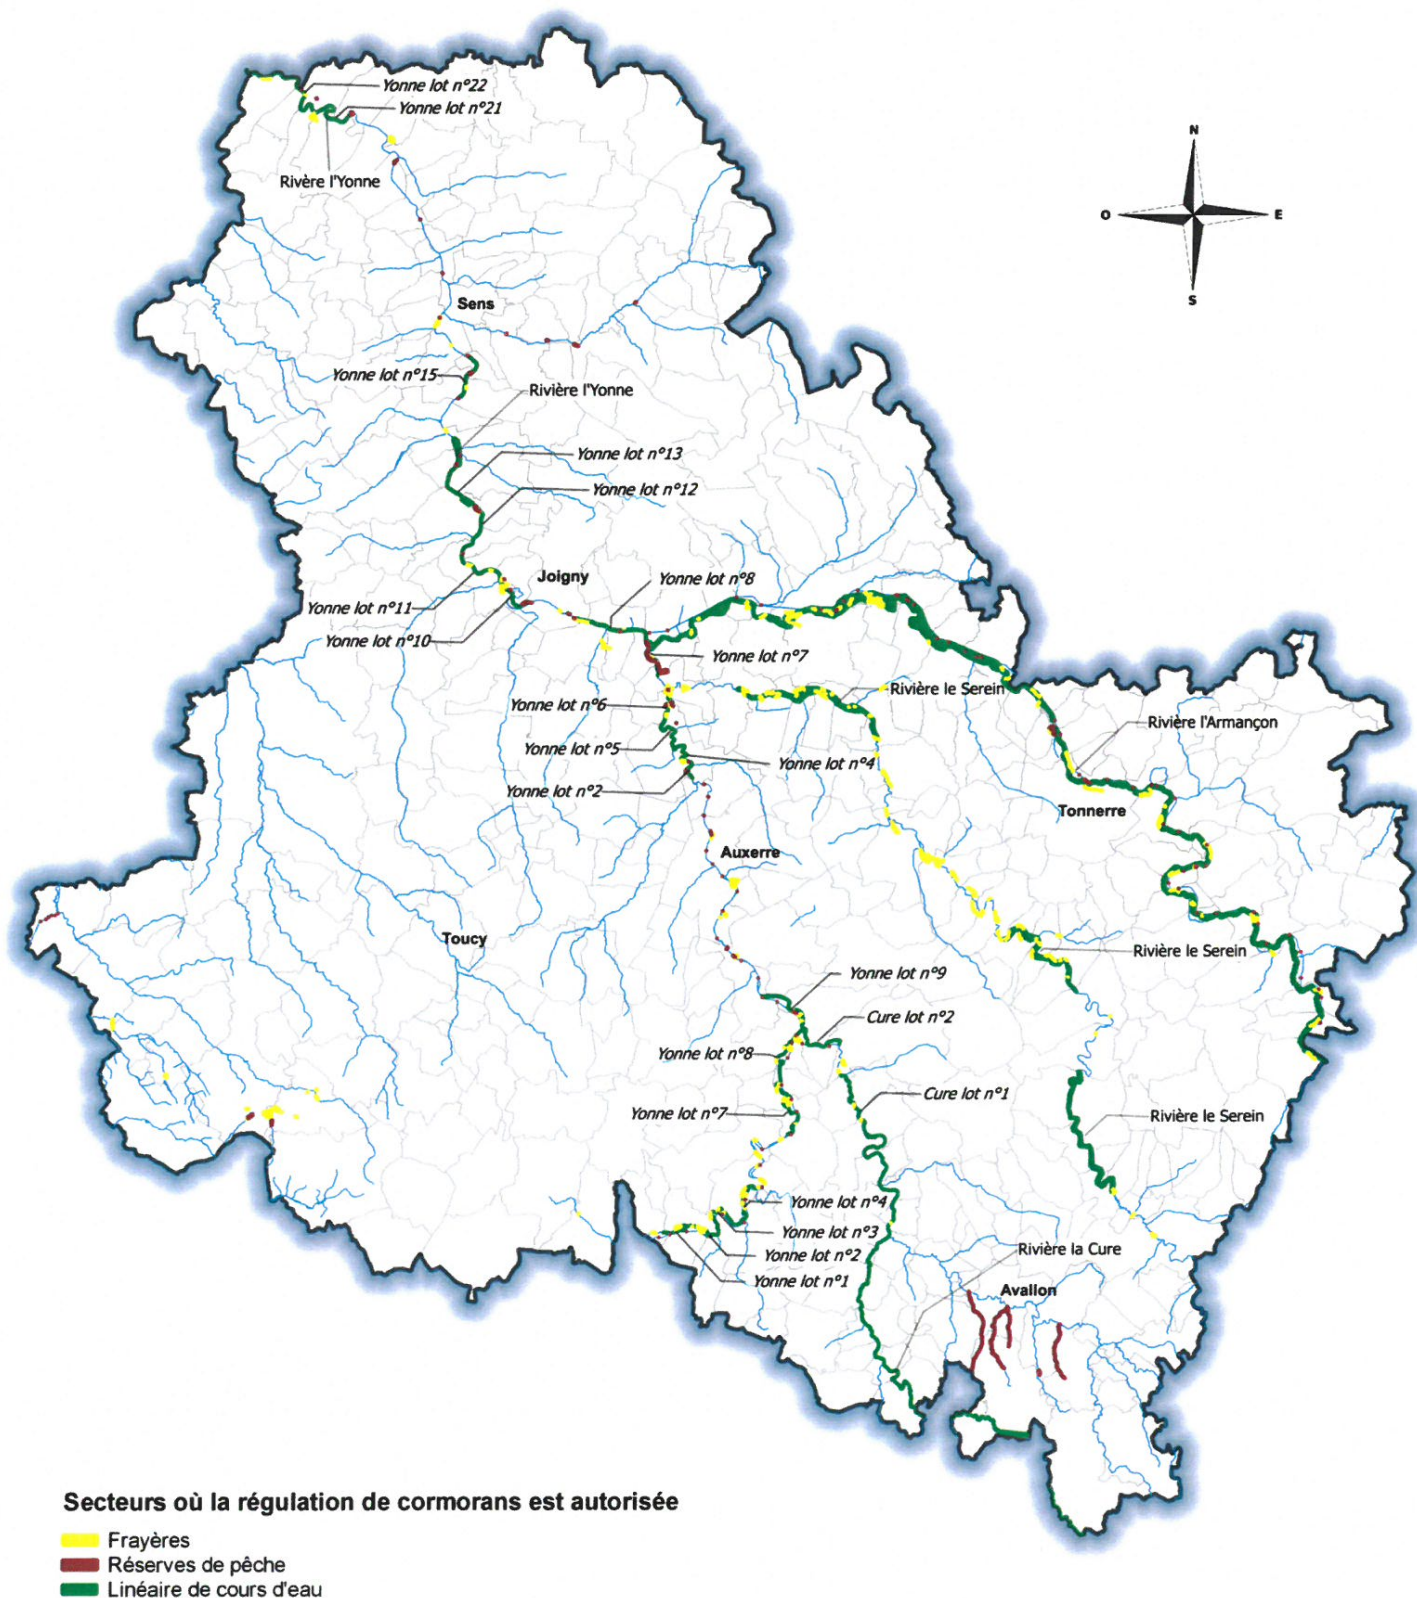 Yonne lot n°22
Yonne lot n°21
N
Rivère l'Yonne
O
E
S
Sens
Yonne lot n°15
Rivière l'Yonne
Yonne lot n°13
Yonne lot n°12
Joigny
Yonne lot n°8
Yonne lot n°11
Yonne lot n°10
Yonne lot n°7
Rivière le Serein
Yonne lot n°6
Rivière l'Armançon
Yonne lot n°5
Yonne lot n°4
Yonne lot n°2
Tonnerre
Auxerre
Toucy
Rivière le Serein
Yonne lot n°9
Cure lot n°2
Yonne lot n°8
Cure lot n°1
Yonne lot n°7
Rivière le Serein
Yonne lot n°4
Yonne lot n°3
Rivière la Cure
Yonne lot n°2
Yonne lot n°1
Avallon
Secteurs où la régulation de cormorans est autorisée
Frayères
Réserves de pêche
Linéaire de cours d'eau